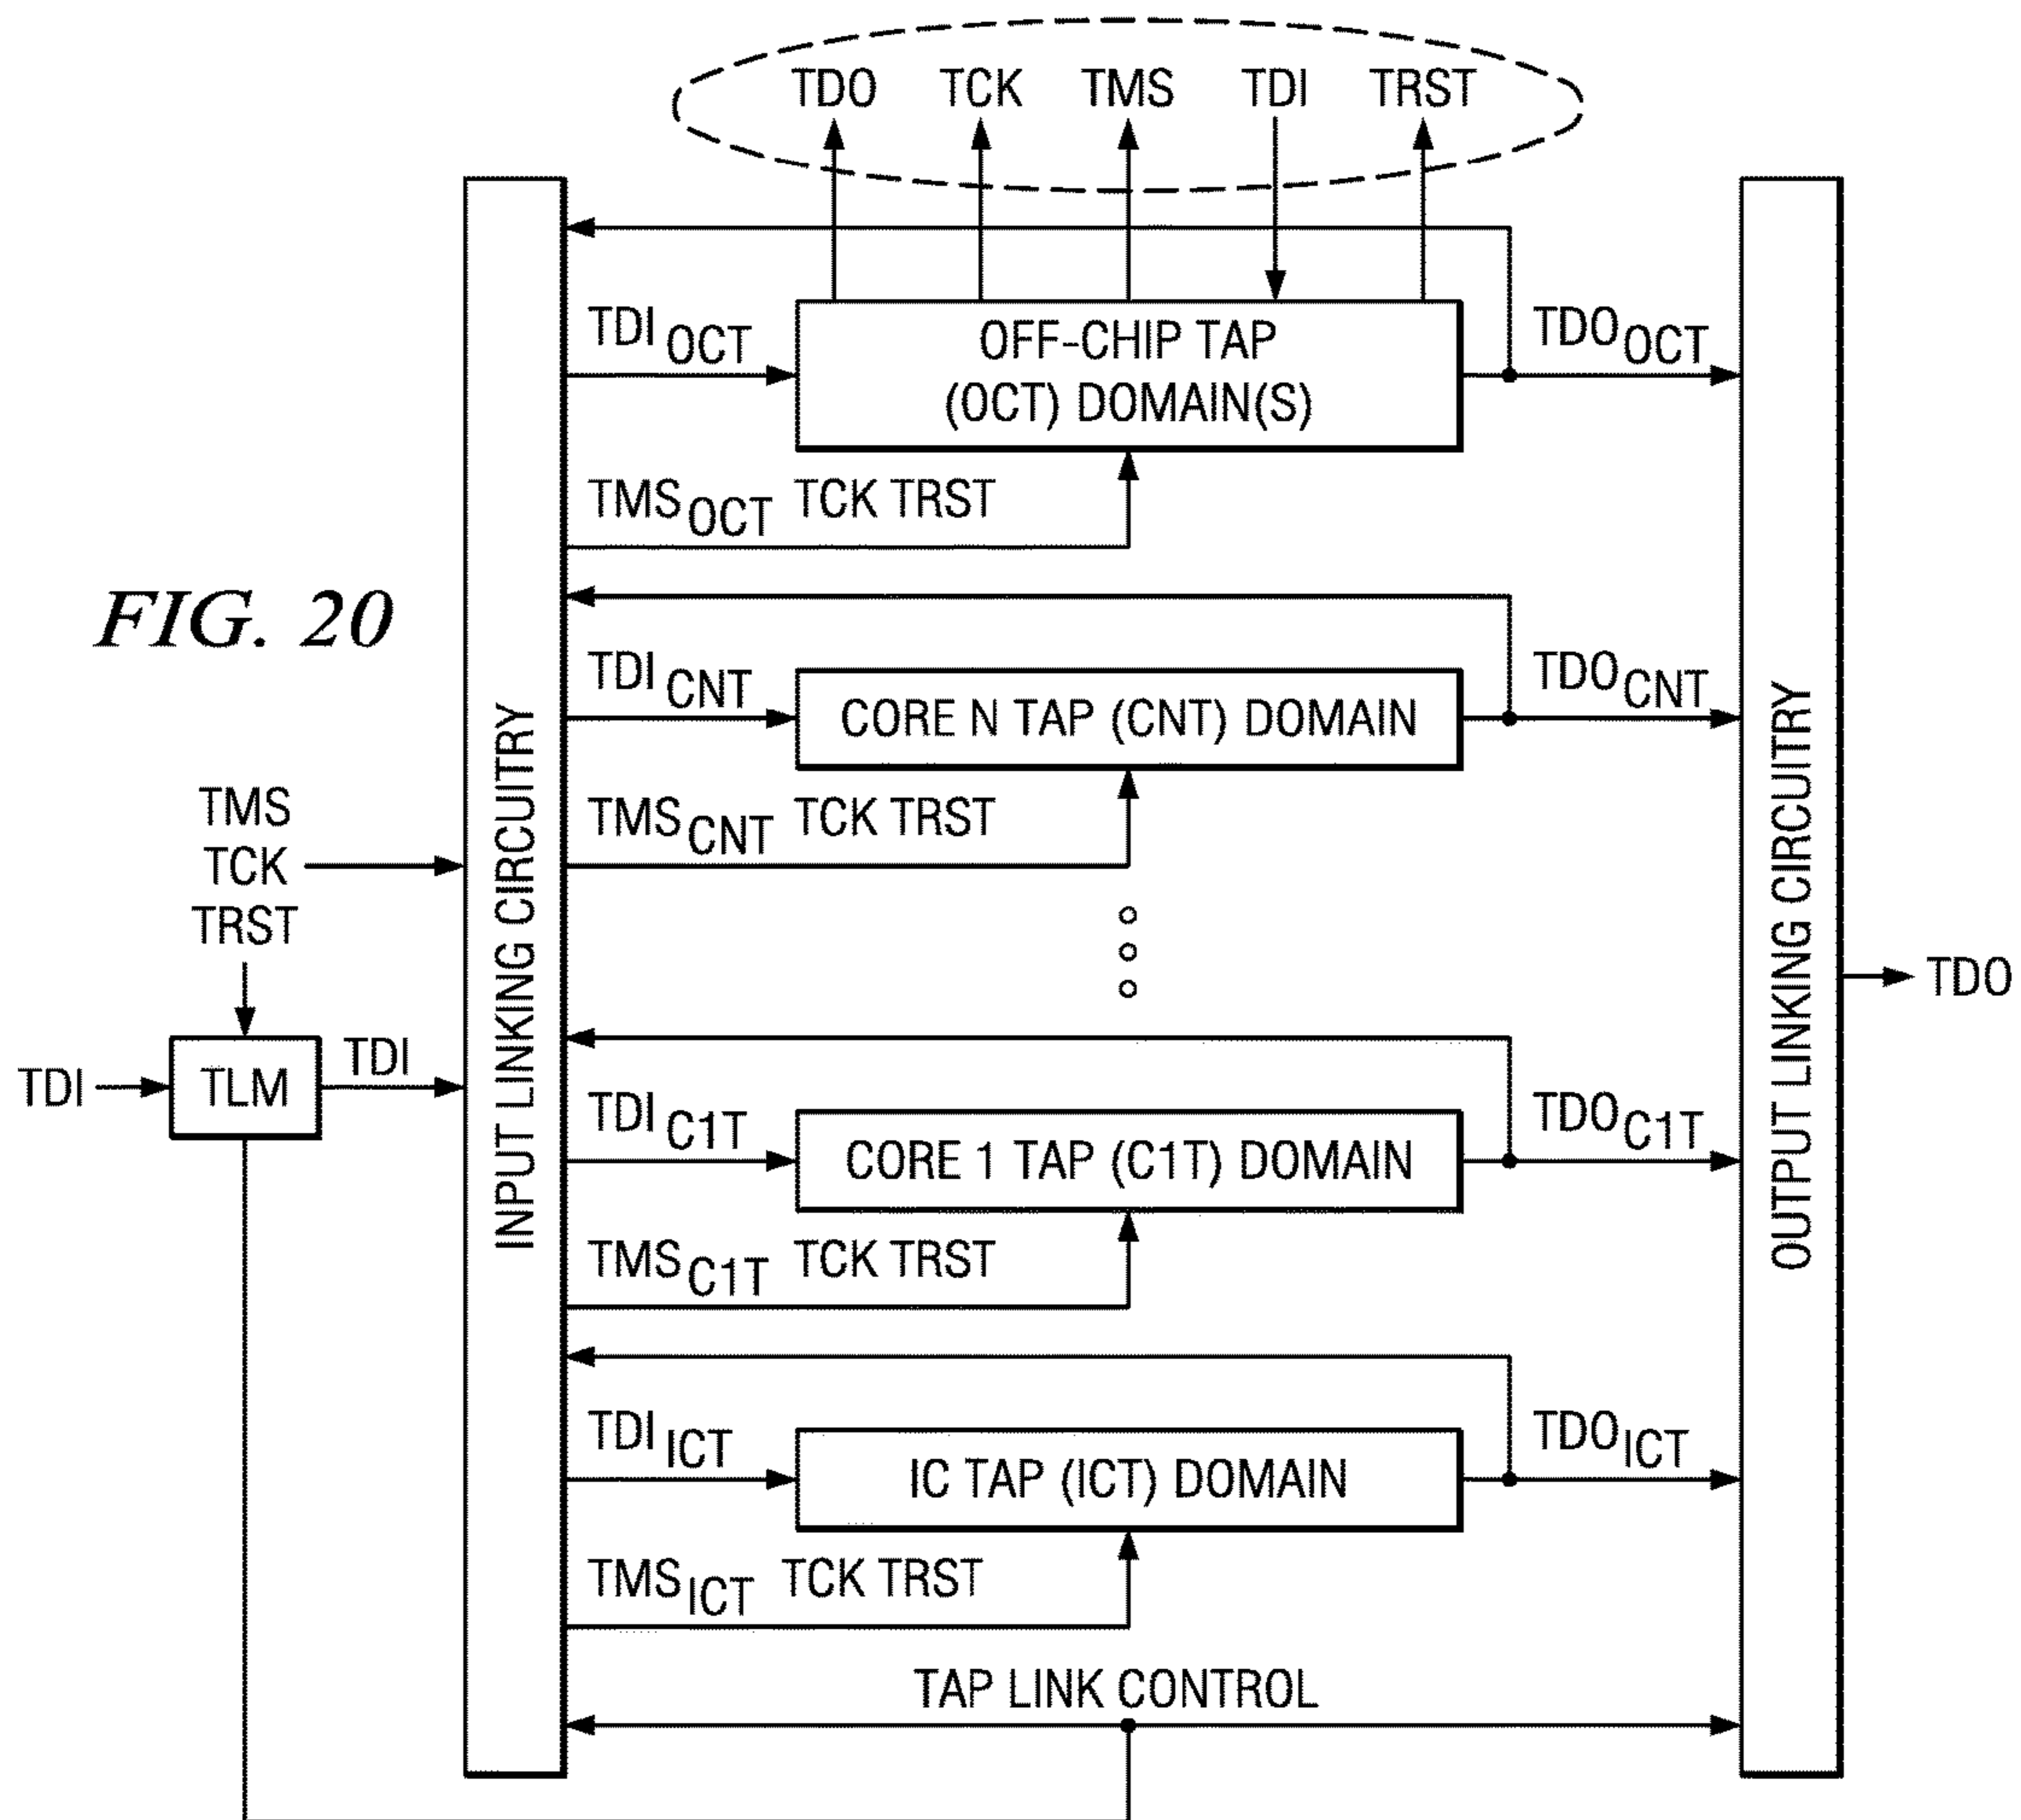 TDO TCK TMS TDI TRST
TDI OCT
OFF-CHIP TAP
(OCT) DOMAIN(S)
TDO OCT
TMS OCT TCK TRST
FIG. 20
TDI CNT
CORE N TAP (CNT) DOMAIN
TDO CNT
TMS CNT TCK TRST
TMS
TCK
TRST
INPUT LINKING CIRCUITRY
OUTPUT LINKING CIRCUITRY
TDO
TDI
TLM
TDI
TDI C1T
CORE 1 TAP (C1T) DOMAIN
TDO C1T
TMS C1T TCK TRST
TDI ICT
IC TAP (ICT) DOMAIN
TDO ICT
TMS ICT TCK TRST
TAP LINK CONTROL